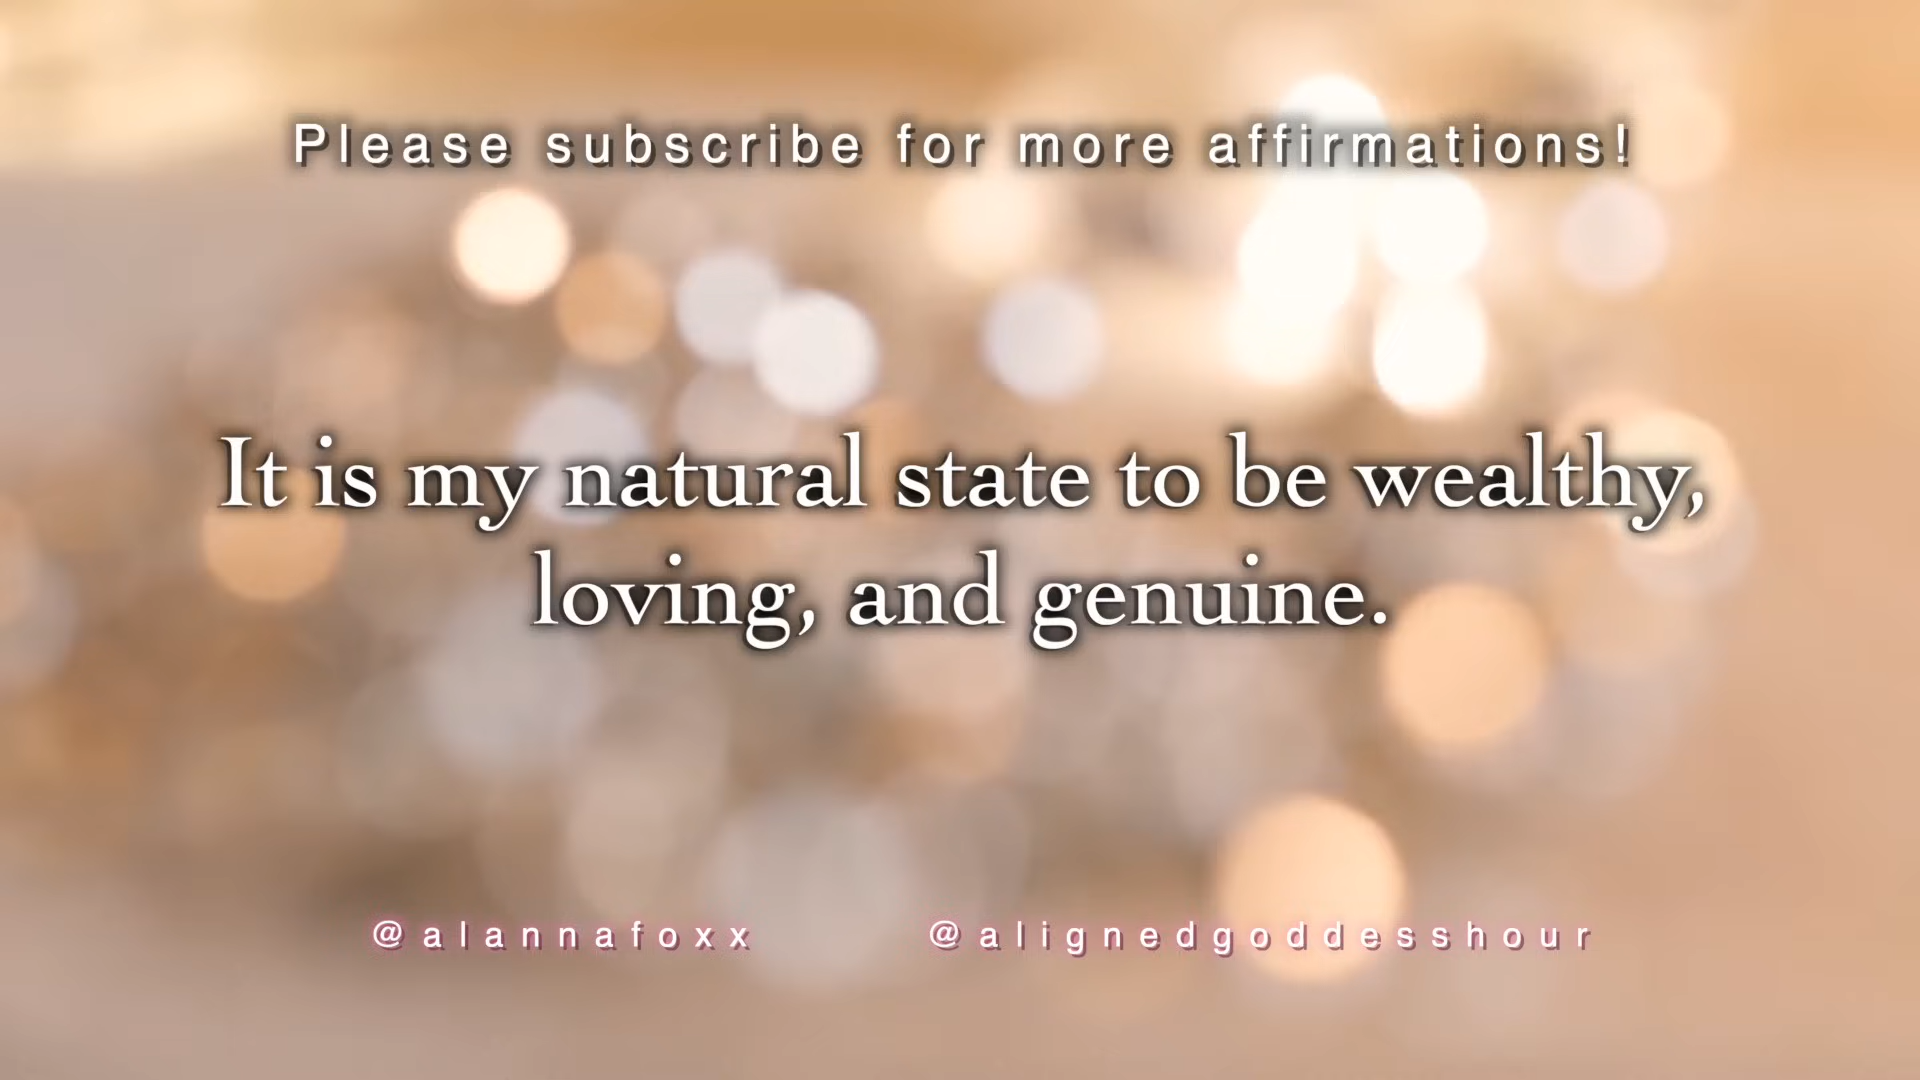 Please subscribe for more affirmations!
It is my natural state to be wealthy,
loving, and genuine.
@alannafoxx @alignedgoddesshour